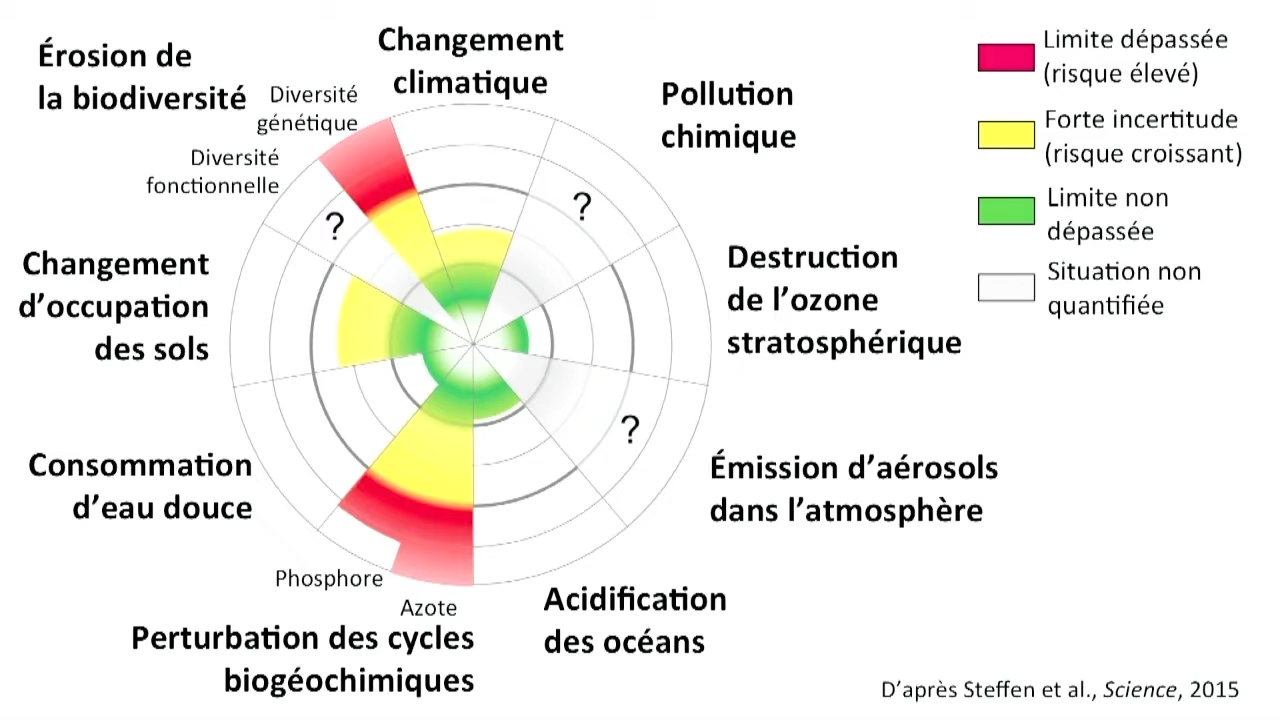 Érosion de
la biodiversité
Diversité
génétique
Diversité
fonctionnelle
Changement
climatique
Pollution
chimique
Destruction
de l’ozone
stratosphérique
Émission d’aérosols
dans l’atmosphère
Acidification
des océans
Azote
Phosphore
Perturbation des cycles
biogéochimiques
Consommation
d’eau douce
Changement
d’occupation
des sols
?
?
?
Limite dépassée
(risque élevé)
Forte incertitude
(risque croissant)
Limite non
dépassée
Situation non
quantifiée
D’après Steffen et al., Science, 2015